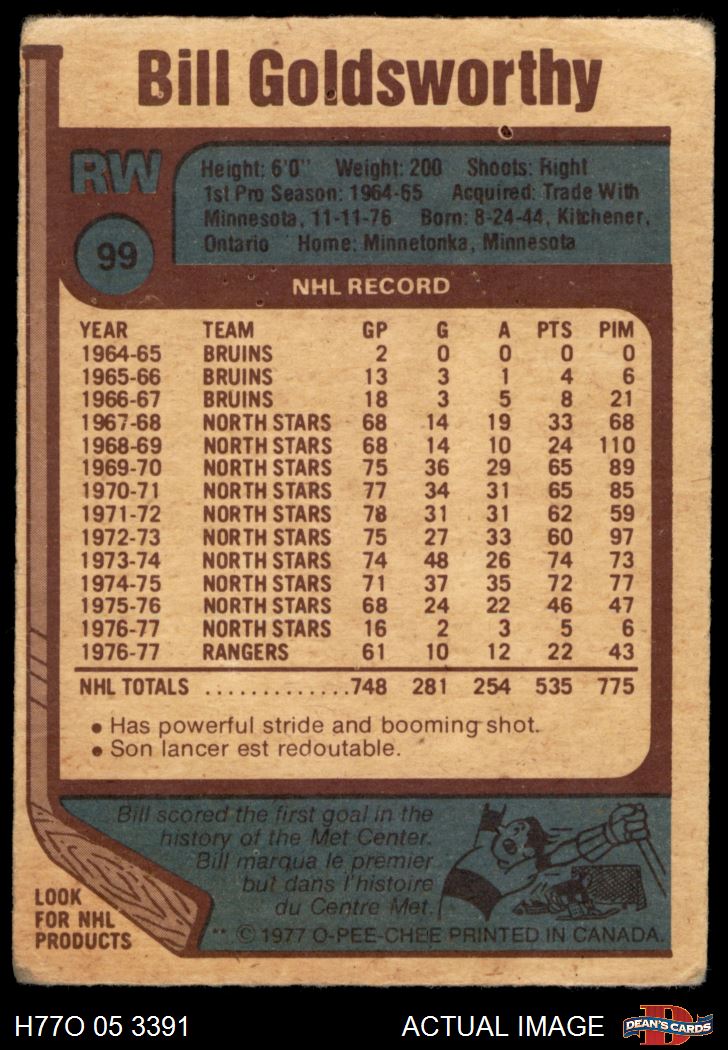 Bill Goldsworthy
RW
99
Height: 6'0" Weight: 200 Shoots: Right
1st Pro Season: 1964-65 Acquired: Trade With
Minnesota, 11-11-76 Born: 8-24-44, Kitchener,
Ontario Home: Minnetonka, Minnesota
NHL RECORD
YEAR TEAM GP G A PTS PIM
1964-65 BRUINS 2 0 0 0 0
1965-66 BRUINS 13 3 1 4 6
1966-67 BRUINS 18 3 5 8 21
1967-68 NORTH STARS 68 14 19 33 68
1968-69 NORTH STARS 68 14 10 24 110
1969-70 NORTH STARS 75 36 29 65 89
1970-71 NORTH STARS 77 34 31 65 85
1971-72 NORTH STARS 78 31 31 62 59
1972-73 NORTH STARS 75 27 33 60 97
1973-74 NORTH STARS 74 48 26 74 73
1974-75 NORTH STARS 71 37 35 72 77
1975-76 NORTH STARS 68 24 22 46 47
1976-77 NORTH STARS 16 2 3 5 6
1976-77 RANGERS 61 10 12 22 43
NHL TOTALS .............748 281 254 535 775
• Has powerful stride and booming shot.
• Son lancer est redoutable.
Bill scored the first goal in the
history of the Met Center.
Bill marqua le premier
but dans l'histoire
du Centre Met.
LOOK
FOR NHL
PRODUCTS
** © 1977 O-PEE-CHEE PRINTED IN CANADA.
H77O 05 3391 ACTUAL IMAGE
D
DEAN'S CARDS